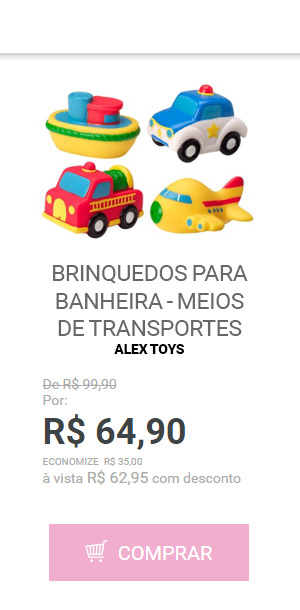 BRINQUEDOS PARA
BANHEIRA - MEIOS
DE TRANSPORTES
ALEX TOYS
De R$ 99,90
Por:
R$ 64,90
ECONOMIZE R$ 35,00
à vista R$ 62,95 com desconto
COMPRAR